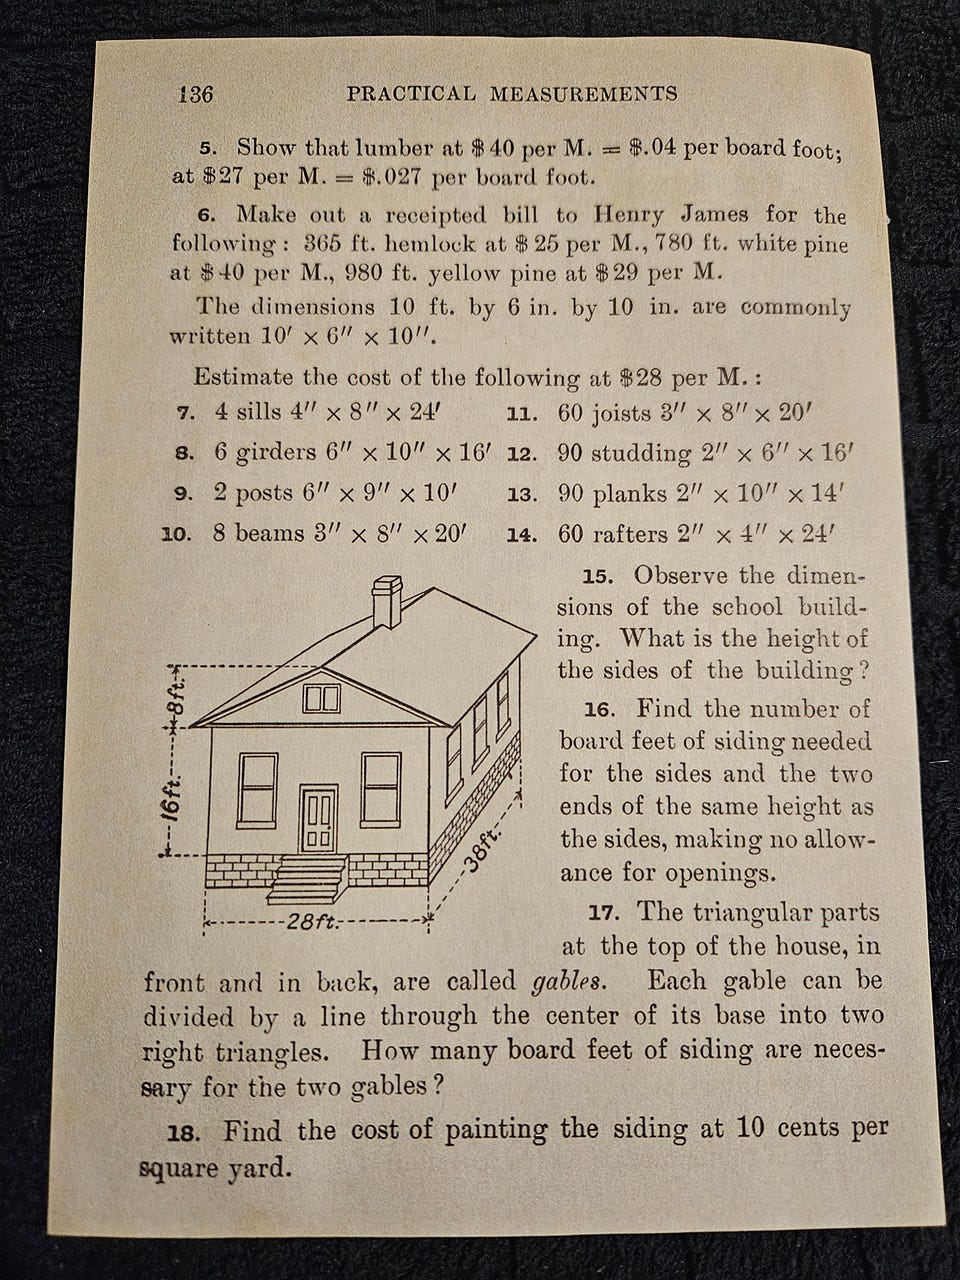 136 PRACTICAL MEASUREMENTS
5. Show that lumber at $40 per M. = $.04 per board foot;
at $27 per M. = $.027 per board foot.
6. Make out a receipted bill to Henry James for the
following: 365 ft. hemlock at $25 per M., 780 ft. white pine
at $40 per M., 980 ft. yellow pine at $29 per M.
The dimensions 10 ft. by 6 in. by 10 in. are commonly
written 10′ × 6″ × 10″.
Estimate the cost of the following at $28 per M.:
7. 4 sills 4″ × 8″ × 24′
8. 6 girders 6″ × 10″ × 16′
9. 2 posts 6″ × 9″ × 10′
10. 8 beams 3″ × 8″ × 20′
11. 60 joists 3″ × 8″ × 20′
12. 90 studding 2″ × 6″ × 16′
13. 90 planks 2″ × 10″ × 14′
14. 60 rafters 2″ × 4″ × 24′
8ft.
16ft.
28ft.
38ft.
15. Observe the dimen-
sions of the school build-
ing. What is the height of
the sides of the building?
16. Find the number of
board feet of siding needed
for the sides and the two
ends of the same height as
the sides, making no allow-
ance for openings.
17. The triangular parts
at the top of the house, in
front and in back, are called gables. Each gable can be
divided by a line through the center of its base into two
right triangles. How many board feet of siding are neces-
sary for the two gables?
18. Find the cost of painting the siding at 10 cents per
square yard.